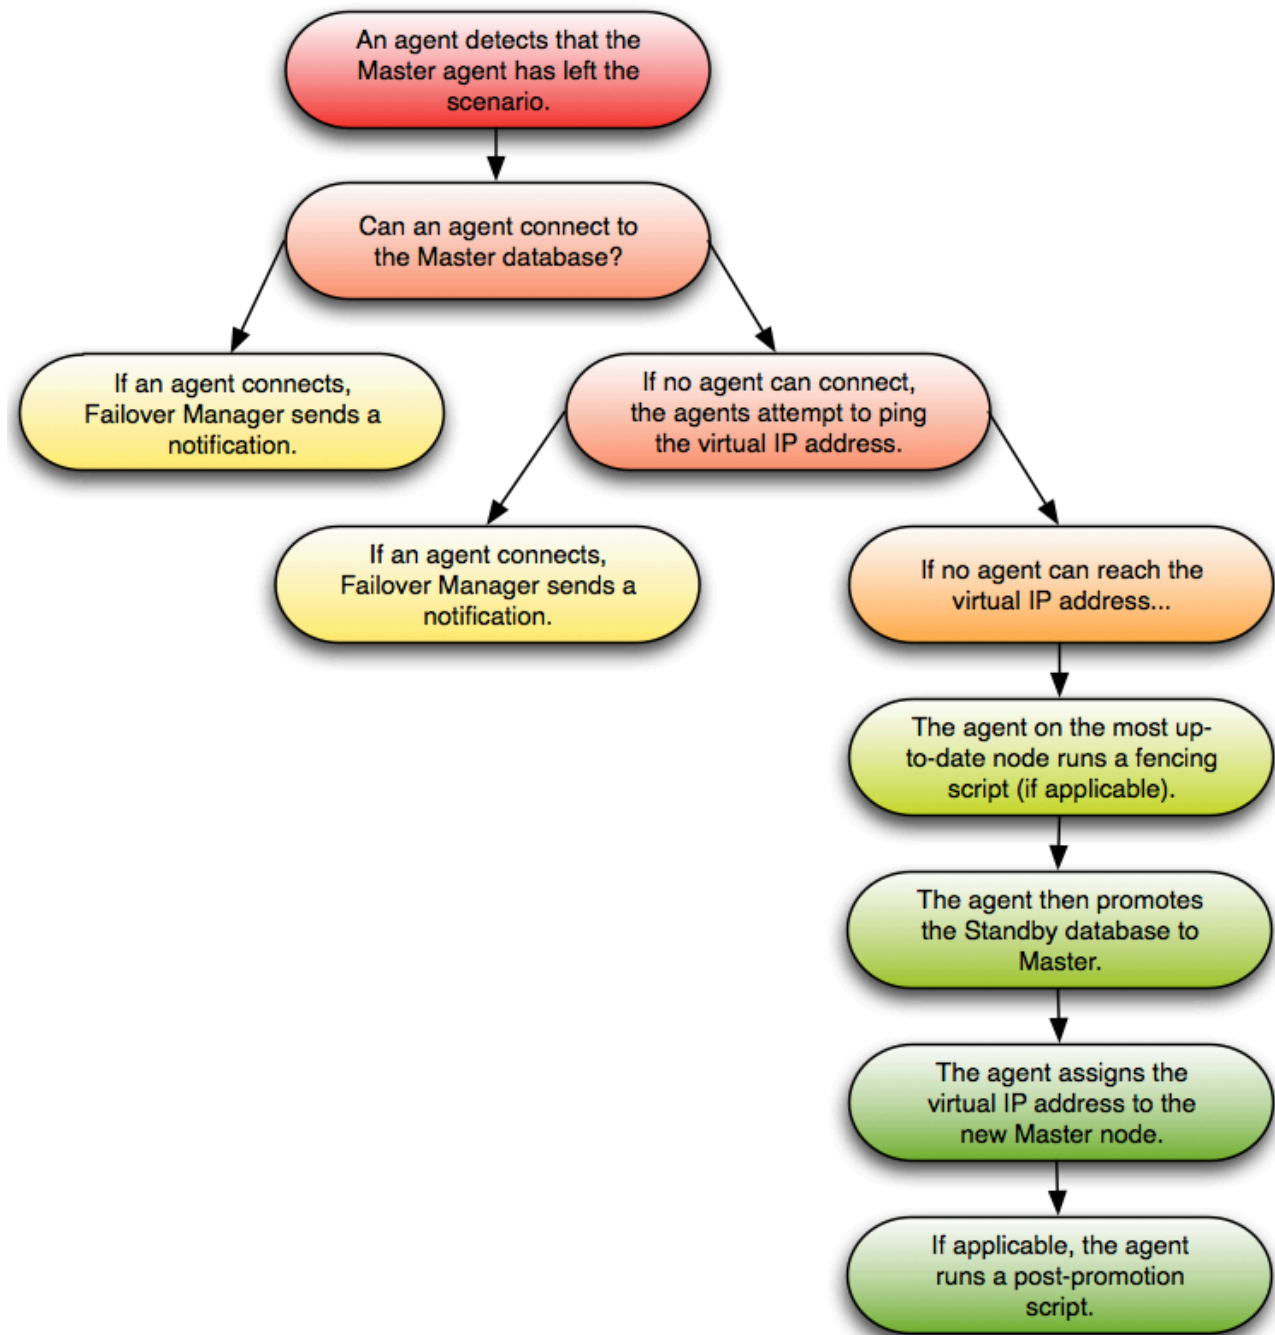 An agent detects that the
Master agent has left the
scenario.
Can an agent connect to
the Master database?
If an agent connects,
Failover Manager sends a
notification.
If no agent can connect,
the agents attempt to ping
the virtual IP address.
If an agent connects,
Failover Manager sends a
notification.
If no agent can reach the
virtual IP address...
The agent on the most up-
to-date node runs a fencing
script (if applicable).
The agent then promotes
the Standby database to
Master.
The agent assigns the
virtual IP address to the
new Master node.
If applicable, the agent
runs a post-promotion
script.